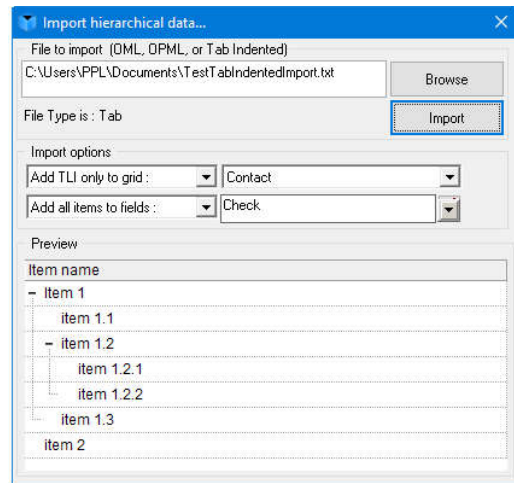 Import hierarchical data...
File to import (OML, OPML, or Tab Indented)
C:\Users\PPL\Documents\TestTabIndentedImport.txt
Browse
File Type is : Tab
Import
Import options
Add TLI only to grid :
Contact
Add all items to fields :
Check
Preview
Item name
Item 1
item 1.1
item 1.2
item 1.2.1
item 1.2.2
item 1.3
item 2